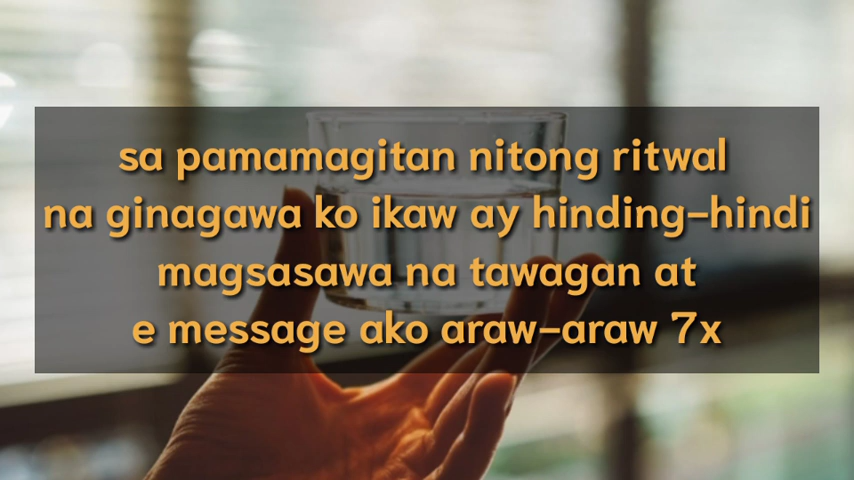 sa pamamagitan nitong ritwal
na ginagawa ko ikaw ay hinding-hindi
magsasawa na tawagan at
e message ako araw-araw 7x